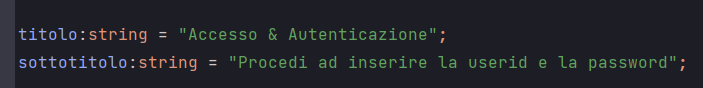 titolo:string = "Accesso & Autenticazione";
sottotitolo:string = "Procedi ad inserire la userid e la password";